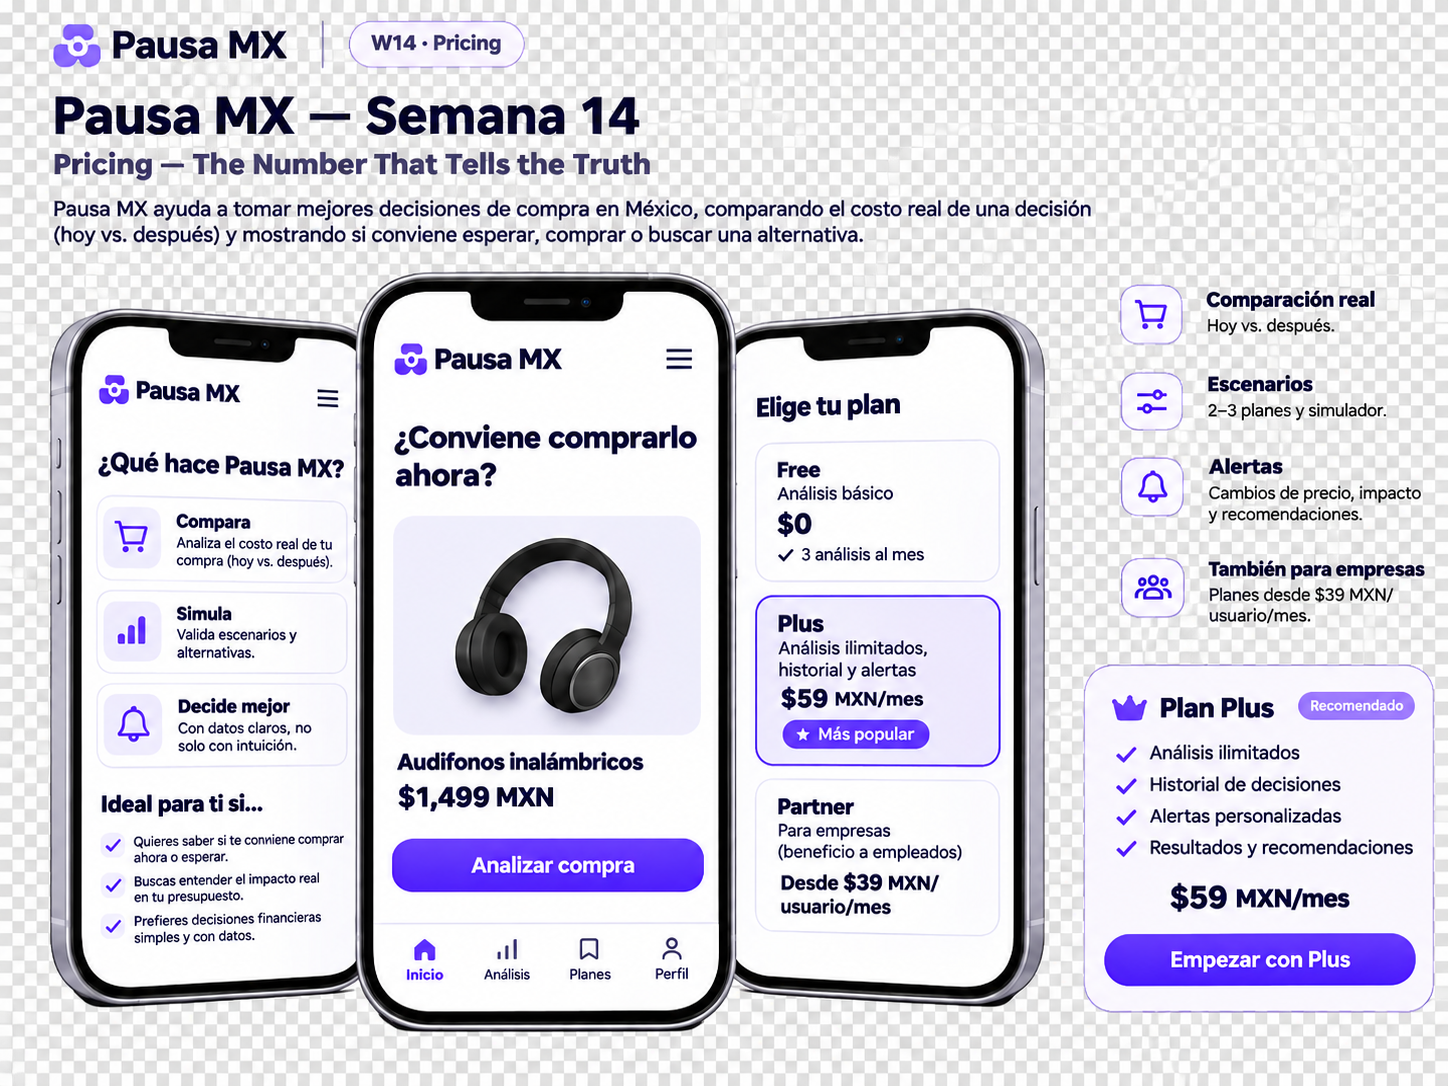 Pausa MX
W14 · Pricing
Pausa MX — Semana 14
Pricing — The Number That Tells the Truth
Pausa MX ayuda a tomar mejores decisiones de compra en México, comparando el costo real de una decisión
(hoy vs. después) y mostrando si conviene esperar, comprar o buscar una alternativa.
Pausa MX
¿Qué hace Pausa MX?
Compara
Analiza el costo real de tu
compra (hoy vs. después).
Simula
Valida escenarios y
alternativas.
Decide mejor
Con datos claros, no
solo con intuición.
Ideal para ti si...
Quieres saber si te conviene comprar
ahora o esperar.
Buscas entender el impacto real
en tu presupuesto.
Prefieres decisiones financieras
simples y con datos.
Pausa MX
¿Conviene comprarlo
ahora?
Audifonos inalámbricos
$1,499 MXN
Analizar compra
Inicio
Análisis
Planes
Perfil
Elige tu plan
Free
Análisis básico
$0
3 análisis al mes
Plus
Análisis ilimitados,
historial y alertas
$59 MXN/mes
Más popular
Partner
Para empresas
(beneficio a empleados)
Desde $39 MXN/
usuario/mes
Comparación real
Hoy vs. después.
Escenarios
2–3 planes y simulador.
Alertas
Cambios de precio, impacto
y recomendaciones.
También para empresas
Planes desde $39 MXN/
usuario/mes.
Plan Plus
Recomendado
Análisis ilimitados
Historial de decisiones
Alertas personalizadas
Resultados y recomendaciones
$59 MXN/mes
Empezar con Plus